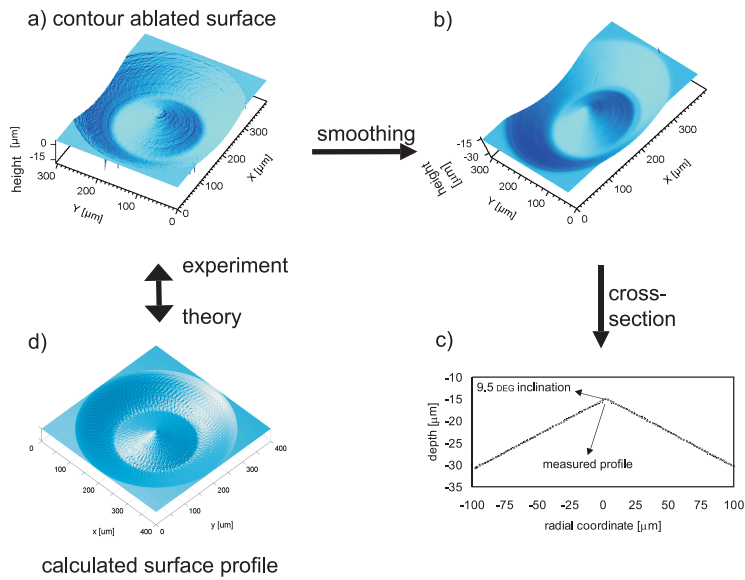 a) contour ablated surface
height [μm]
0
-15
300
200
100
0
Y [μm]
0
100
200
300
X [μm]
smoothing
b)
height [μm]
-15
-30
300
200
100
0
Y [μm]
0
100
200
300
X [μm]
experiment
theory
cross-
section
c)
-10
-15
-20
-25
-30
-35
depth [μm]
9.5 DEG inclination
measured profile
-100
-75
-50
-25
0
25
50
75
100
radial coordinate [μm]
d)
0
100
200
300
400
x [um]
0
100
200
300
400
y [um]
calculated surface profile